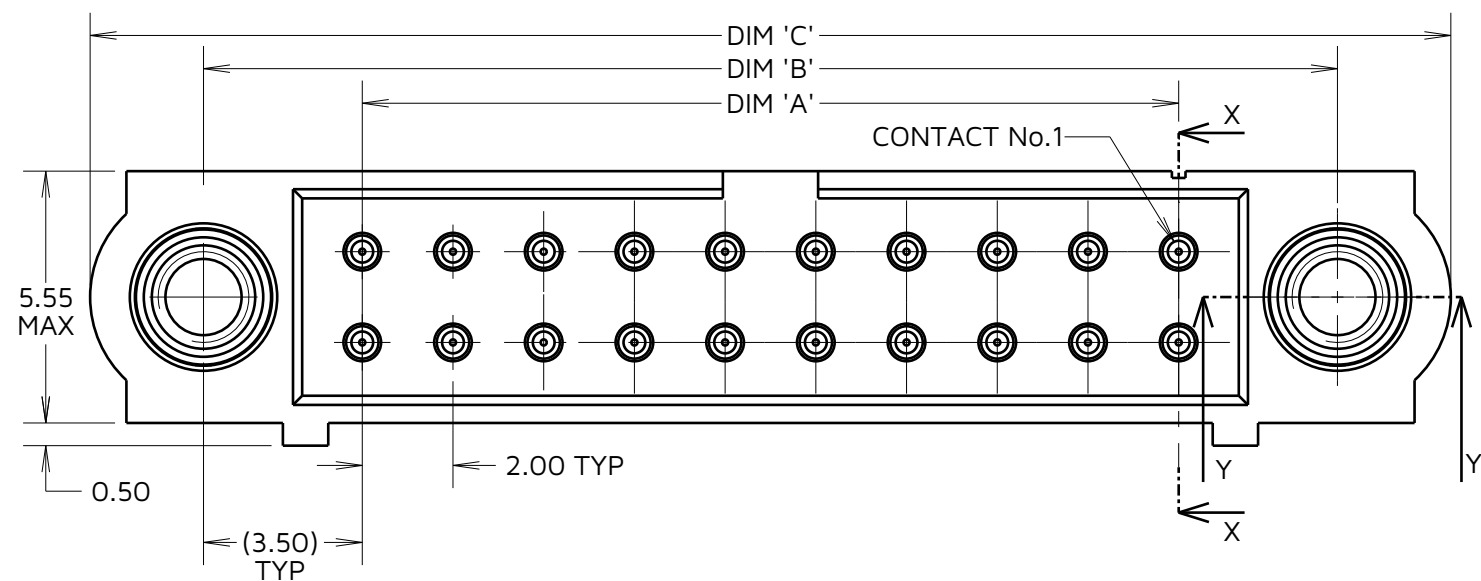 DIM 'C'
DIM 'B'
DIM 'A'
X
CONTACT No.1
5.55
MAX
2.00 TYP
Y
Y
0.50
X
(3.50)
TYP